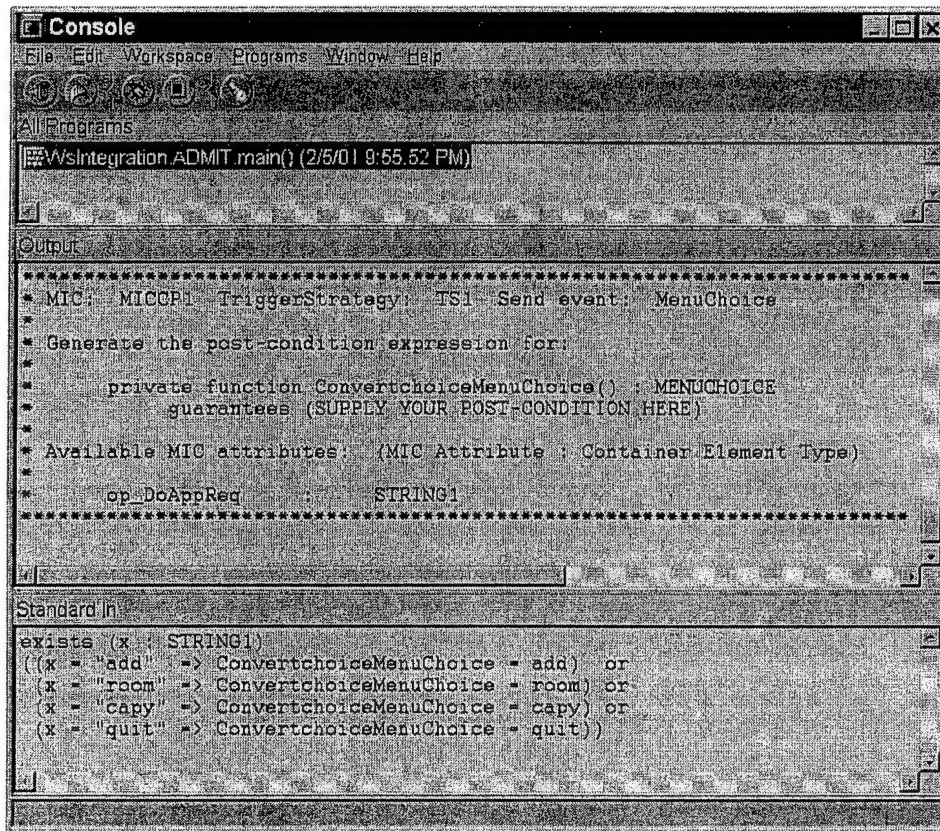 Console
File Edit Workspace Programs Window Help
All Programs
WsIntegration.ADMIT.main() (2/5/01 9:55:52 PM)
Output
**********************************************************************
* MIC: MICCP1 TriggerStrategy: TS1 Send event: MenuChoice
*
* Generate the post-condition expression for:
*
* private function ConvertchoiceMenuChoice() : MENUCHOICE
* guarantees (SUPPLY YOUR POST-CONDITION HERE)
*
* Available MIC attributes: (MIC Attribute : Container Element Type)
*
* op_DoAppReq : STRING1
**********************************************************************
Standard In
exists (x : STRING1)
((x = "add" => ConvertchoiceMenuChoice = add) or
(x = "room" => ConvertchoiceMenuChoice = room) or
(x = "capy" => ConvertchoiceMenuChoice = capy) or
(x = "quit" => ConvertchoiceMenuChoice = quit))